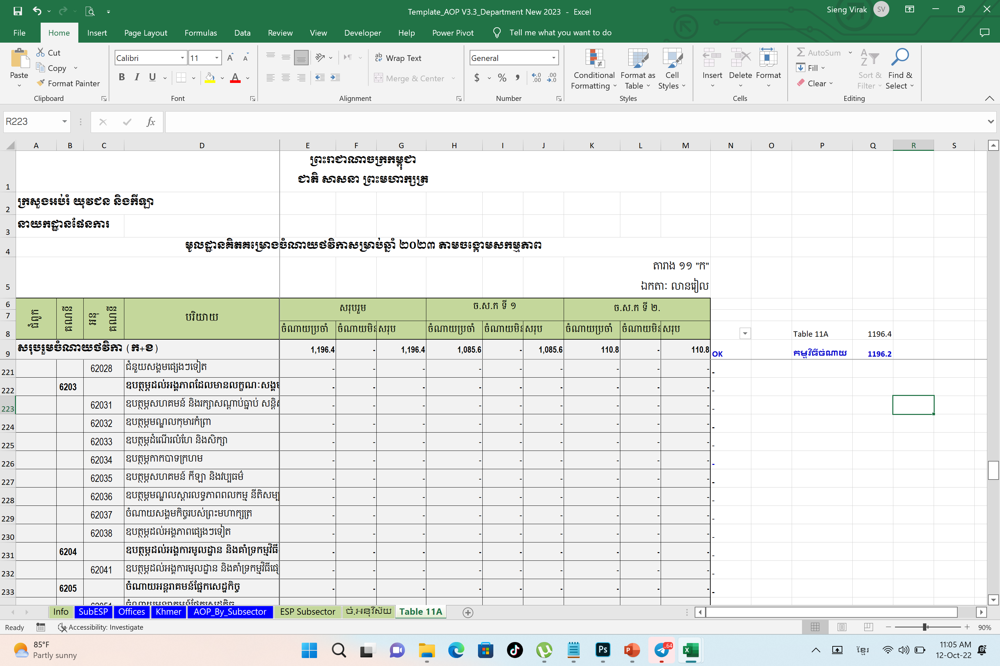 Template_AOP V3.3_Department New 2023 - Excel
Sieng Virak SV
File Home Insert Page Layout Formulas Data Review View Developer Help Power Pivot Tell me what you want to do
Paste Cut Copy Format Painter Clipboard
Calibri 11 B I U A Font
Wrap Text Merge & Center Alignment
General $ % Number
Conditional Formatting Format as Table Cell Styles Styles
Insert Delete Format Cells
AutoSum Fill Clear Sort & Filter Find & Select Editing
R223 fx
A B C D E F G H I J K L M N O P Q R S
1 ព្រះរាជាណាចក្រកម្ពុជា
ជាតិ សាសនា ព្រះមហាក្សត្រ
2 ក្រសួងអប់រំ យុវជន និងកីឡា
3 នាយកដ្ឋានផែនការ
4 មូលដ្ឋានគិតគម្រោងចំណាយថវិកាសម្រាប់ឆ្នាំ ២០២៣ តាមចង្កោមសកម្មភាព
តារាង ១១ "ក"
5 ឯកតាៈ លានរៀល
6 7 ជំពូក គណនី អនុគណនី បរិយាយ សរុបរួម ច.ស.ក ទី ១ ច.ស.ក ទី ២.
8 ចំណាយប្រចាំ ចំណាយមិន សរុប ចំណាយប្រចាំ ចំណាយមិន សរុប ចំណាយប្រចាំ ចំណាយមិន សរុប Table 11A 1196.4
9 សរុបរួមចំណាយថវិកា (ក+ខ) 1,196.4 - 1,196.4 1,085.6 - 1,085.6 110.8 - 110.8 OK កម្មវិធីចំណាយ 1196.2
221 62028 ជំនួយសង្គមផ្សេងៗទៀត - - - - - - - - - -
222 6203 ឧបត្ថម្ភដល់អង្គភាពដែលមានលក្ខណៈសង្គម - - - - - - - - - -
223 62031 ឧបត្ថម្ភសហគមន៍ និងរក្សាសណ្តាប់ធ្នាប់ - - - - - - - - - -
224 62032 ឧបត្ថម្ភមណ្ឌលកុមារកំព្រា - - - - - - - - - -
225 62033 ឧបត្ថម្ភដំណើរលំហែ និងសិក្សា - - - - - - - - - -
226 62034 ឧបត្ថម្ភកាកបាទក្រហម - - - - - - - - - -
227 62035 ឧបត្ថម្ភសហគមន៍ កីឡា និងវប្បធម៌ - - - - - - - - - -
228 62036 ឧបត្ថម្ភមណ្ឌលស្តារលទ្ធភាពពលកម្ម នីតិសម្ប - - - - - - - - - -
229 62037 ចំណាយសង្គមកិច្ចរបស់ព្រះមហាក្សត្រ - - - - - - - - - -
230 62038 ឧបត្ថម្ភដល់អង្គភាពផ្សេងៗទៀត - - - - - - - - - -
231 6204 ឧបត្ថម្ភដល់អង្គការមូលដ្ឋាន និងគាំទ្រកម្មវិធី - - - - - - - - - -
232 62041 ឧបត្ថម្ភដល់អង្គការមូលដ្ឋាន និងគាំទ្រកម្មវិធីផ្សេ - - - - - - - - - -
233 6205 ចំណាយអន្តរាគមន៍ផ្នែកសេដ្ឋកិច្ច - - - - - - - - - -
Info SubESP Offices Khmer AOP_By_Subsector ESP Subsector ចំ.អនុវិស័យ Table 11A
Ready Accessibility: Investigate 90%
85°F
Partly sunny
Ps P ..64 X ខ្មែរ
11:05 AM
12-Oct-22